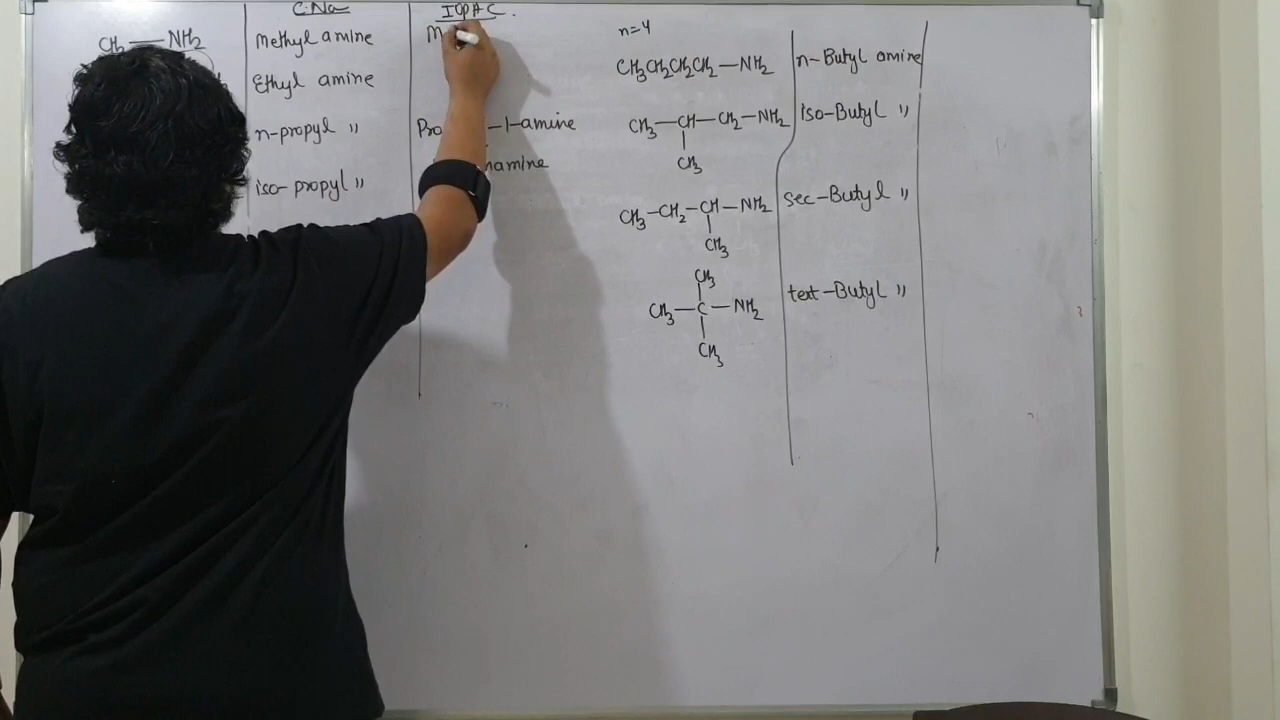 C.Na
IUPAC.
CH3—NH2
Methyl amine
M
Ethyl amine
n-propyl "
-1-amine
namine
iso-propyl "
n=4
CH3CH2CH2CH2—NH2
n-Butyl amine
CH3—CH—CH2—NH2
CH3
iso-Butyl "
CH3—CH2—CH—NH2
CH3
sec-Butyl "
CH3
CH3—C—NH2
CH3
tert-Butyl "